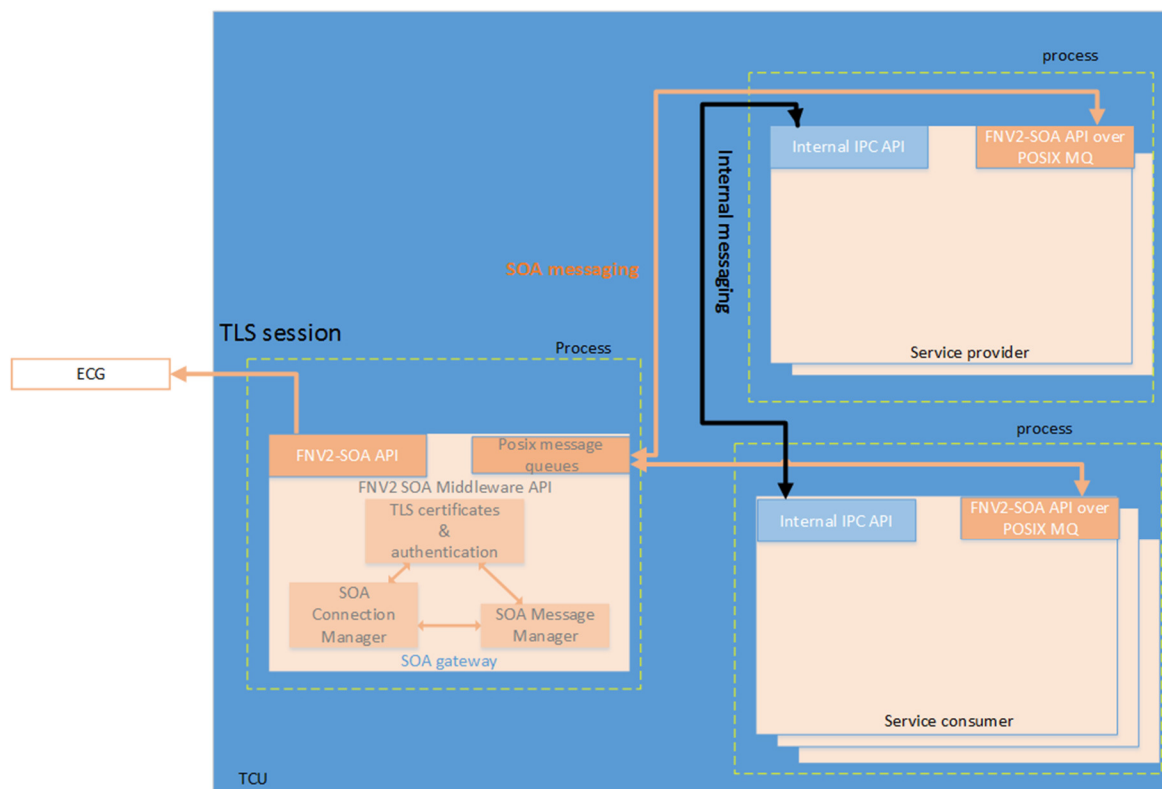 process
Internal IPC API
FNV2-SOA API over
POSIX MQ
Internal messaging
SOA messaging
Service provider
TLS session
Process
ECG
process
FNV2-SOA API
Posix message
queues
FNV2 SOA Middleware API
TLS certificates
&
authentication
SOA
Connection
Manager
SOA Message
Manager
SOA gateway
Internal IPC API
FNV2-SOA API over
POSIX MQ
Service consumer
TCU